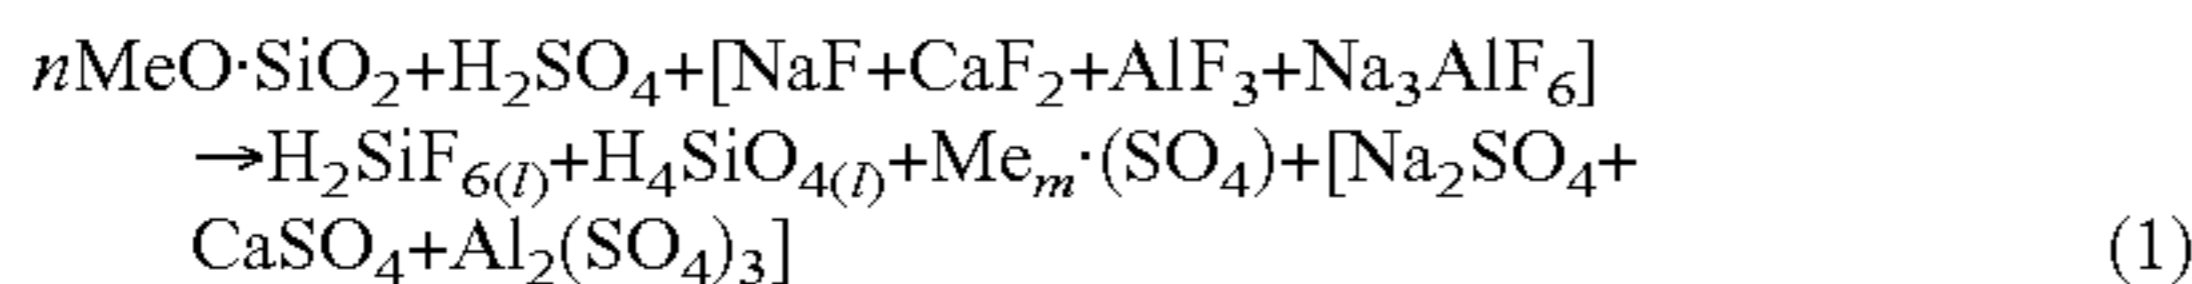 nMeO·SiO₂+H₂SO₄+[NaF+CaF₂+AlF₃+Na₃AlF₆]
→H₂SiF₆₍ₗ₎+H₄SiO₄₍ₗ₎+Meₘ·(SO₄)+[Na₂SO₄+
CaSO₄+Al₂(SO₄)₃] (1)